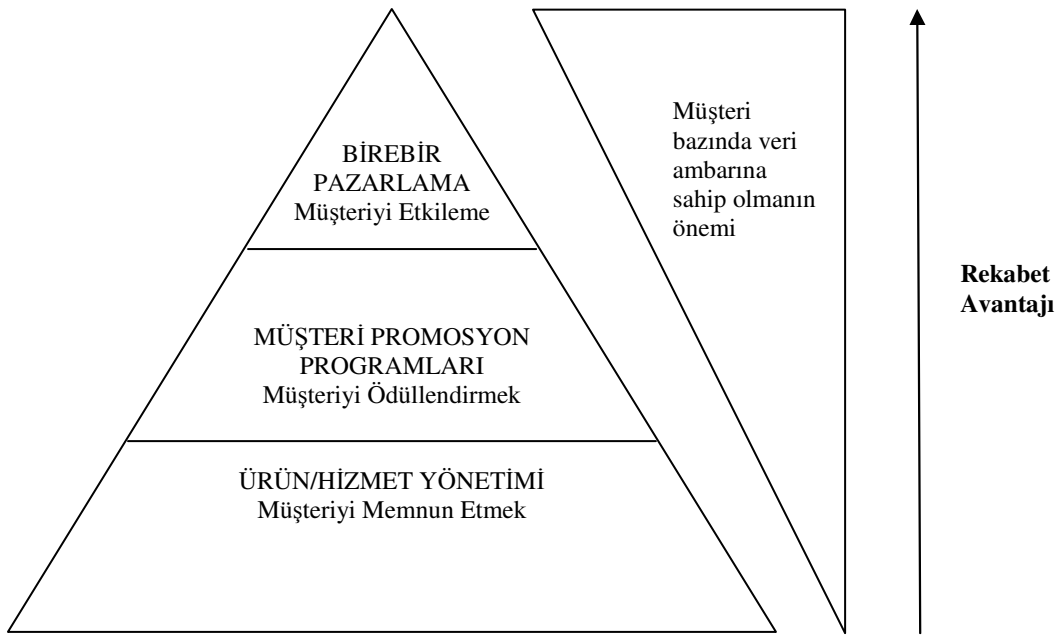 BİREBİR
PAZARLAMA
Müşteriyi Etkileme
MÜŞTERİ PROMOSYON
PROGRAMLARI
Müşteriyi Ödüllendirmek
ÜRÜN/HİZMET YÖNETİMİ
Müşteriyi Memnun Etmek
Müşteri
bazında veri
ambarına
sahip olmanın
önemi
Rekabet
Avantajı